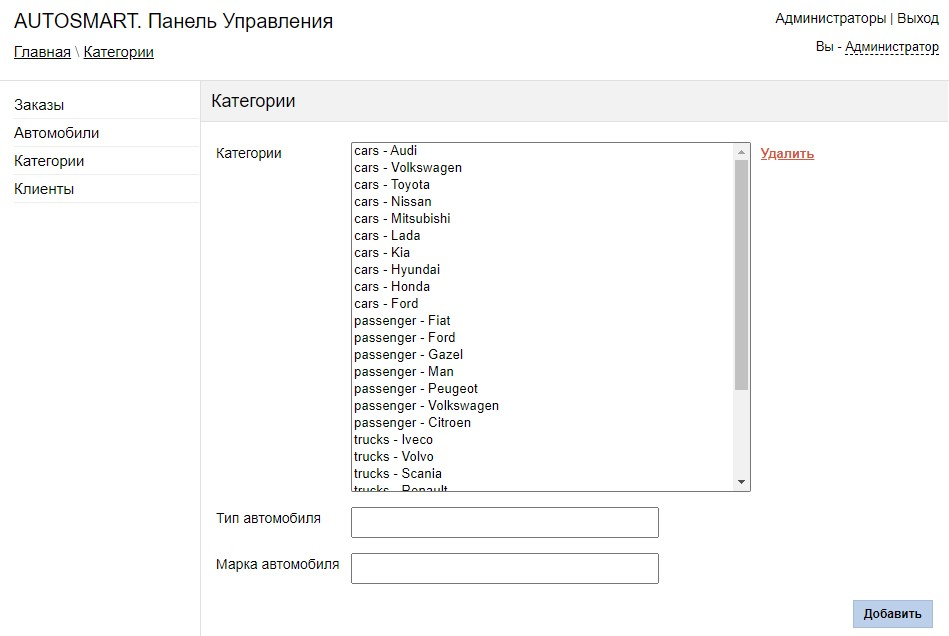 AUTOSMART. Панель Управления
Администраторы | Выход
Главная \ Категории
Вы - Администратор
Заказы
Автомобили
Категории
Клиенты
Категории
Категории
cars - Audi
cars - Volkswagen
cars - Toyota
cars - Nissan
cars - Mitsubishi
cars - Lada
cars - Kia
cars - Hyundai
cars - Honda
cars - Ford
passenger - Fiat
passenger - Ford
passenger - Gazel
passenger - Man
passenger - Peugeot
passenger - Volkswagen
passenger - Citroen
trucks - Iveco
trucks - Volvo
trucks - Scania
trucks - Renault
Удалить
Тип автомобиля
Марка автомобиля
Добавить